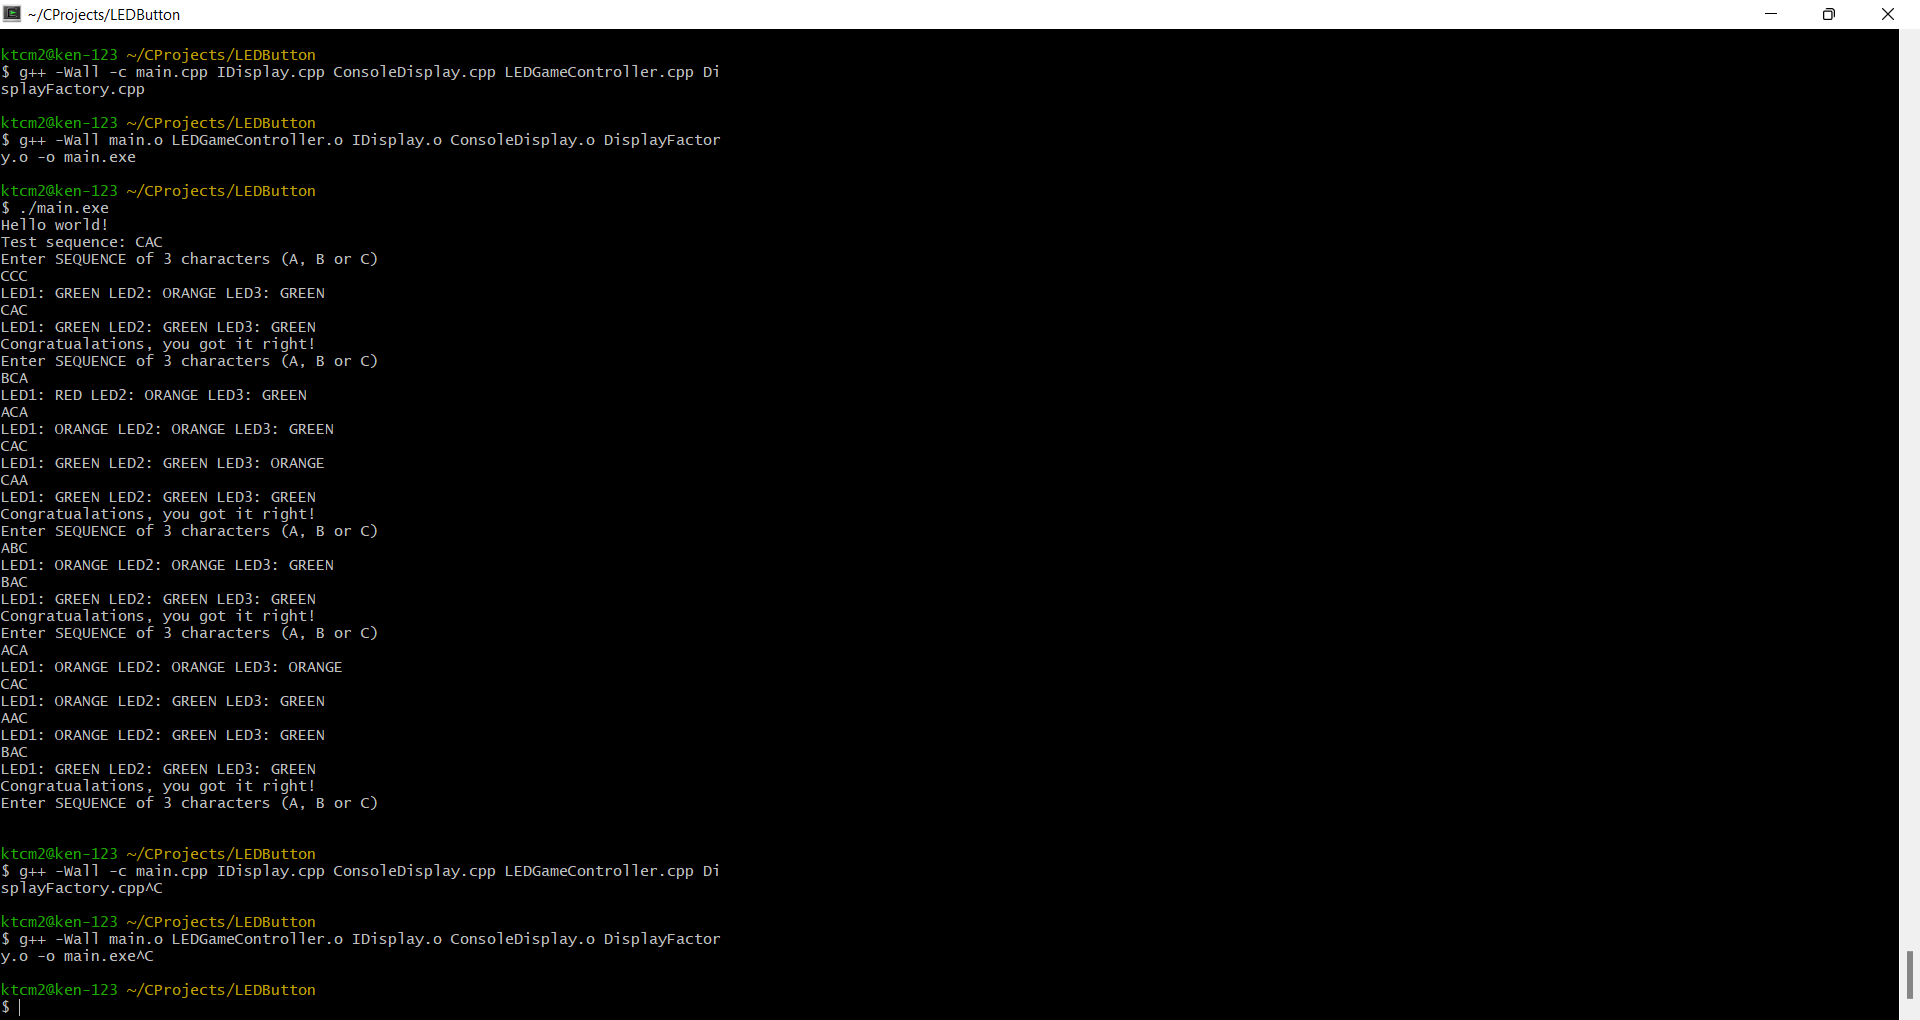 ~/CProjects/LEDButton
ktcm2@ken-123 ~/CProjects/LEDButton
$ g++ -Wall -c main.cpp IDisplay.cpp ConsoleDisplay.cpp LEDGameController.cpp Di
splayFactory.cpp
ktcm2@ken-123 ~/CProjects/LEDButton
$ g++ -Wall main.o LEDGameController.o IDisplay.o ConsoleDisplay.o DisplayFactor
y.o -o main.exe
ktcm2@ken-123 ~/CProjects/LEDButton
$ ./main.exe
Hello world!
Test sequence: CAC
Enter SEQUENCE of 3 characters (A, B or C)
CCC
LED1: GREEN LED2: ORANGE LED3: GREEN
CAC
LED1: GREEN LED2: GREEN LED3: GREEN
Congratualations, you got it right!
Enter SEQUENCE of 3 characters (A, B or C)
BCA
LED1: RED LED2: ORANGE LED3: GREEN
ACA
LED1: ORANGE LED2: ORANGE LED3: GREEN
CAC
LED1: GREEN LED2: GREEN LED3: ORANGE
CAA
LED1: GREEN LED2: GREEN LED3: GREEN
Congratualations, you got it right!
Enter SEQUENCE of 3 characters (A, B or C)
ABC
LED1: ORANGE LED2: ORANGE LED3: GREEN
BAC
LED1: GREEN LED2: GREEN LED3: GREEN
Congratualations, you got it right!
Enter SEQUENCE of 3 characters (A, B or C)
ACA
LED1: ORANGE LED2: ORANGE LED3: ORANGE
CAC
LED1: ORANGE LED2: GREEN LED3: GREEN
AAC
LED1: ORANGE LED2: GREEN LED3: GREEN
BAC
LED1: GREEN LED2: GREEN LED3: GREEN
Congratualations, you got it right!
Enter SEQUENCE of 3 characters (A, B or C)
ktcm2@ken-123 ~/CProjects/LEDButton
$ g++ -Wall -c main.cpp IDisplay.cpp ConsoleDisplay.cpp LEDGameController.cpp Di
splayFactory.cpp^C
ktcm2@ken-123 ~/CProjects/LEDButton
$ g++ -Wall main.o LEDGameController.o IDisplay.o ConsoleDisplay.o DisplayFactor
y.o -o main.exe^C
ktcm2@ken-123 ~/CProjects/LEDButton
$